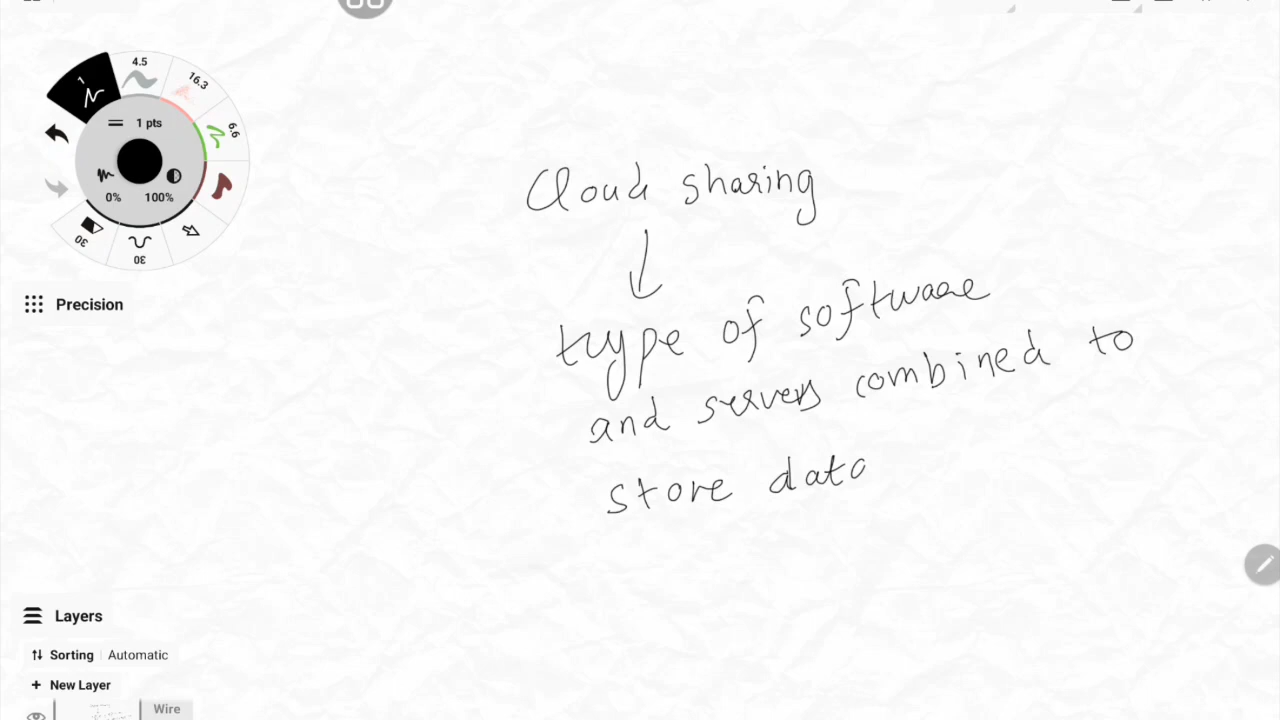 4.5
16.3
1
6.6
1 pts
0%
100%
30
30
Precision
Cloud sharing
type of software
and servers combined to
store data
Layers
Sorting Automatic
+ New Layer
Wire